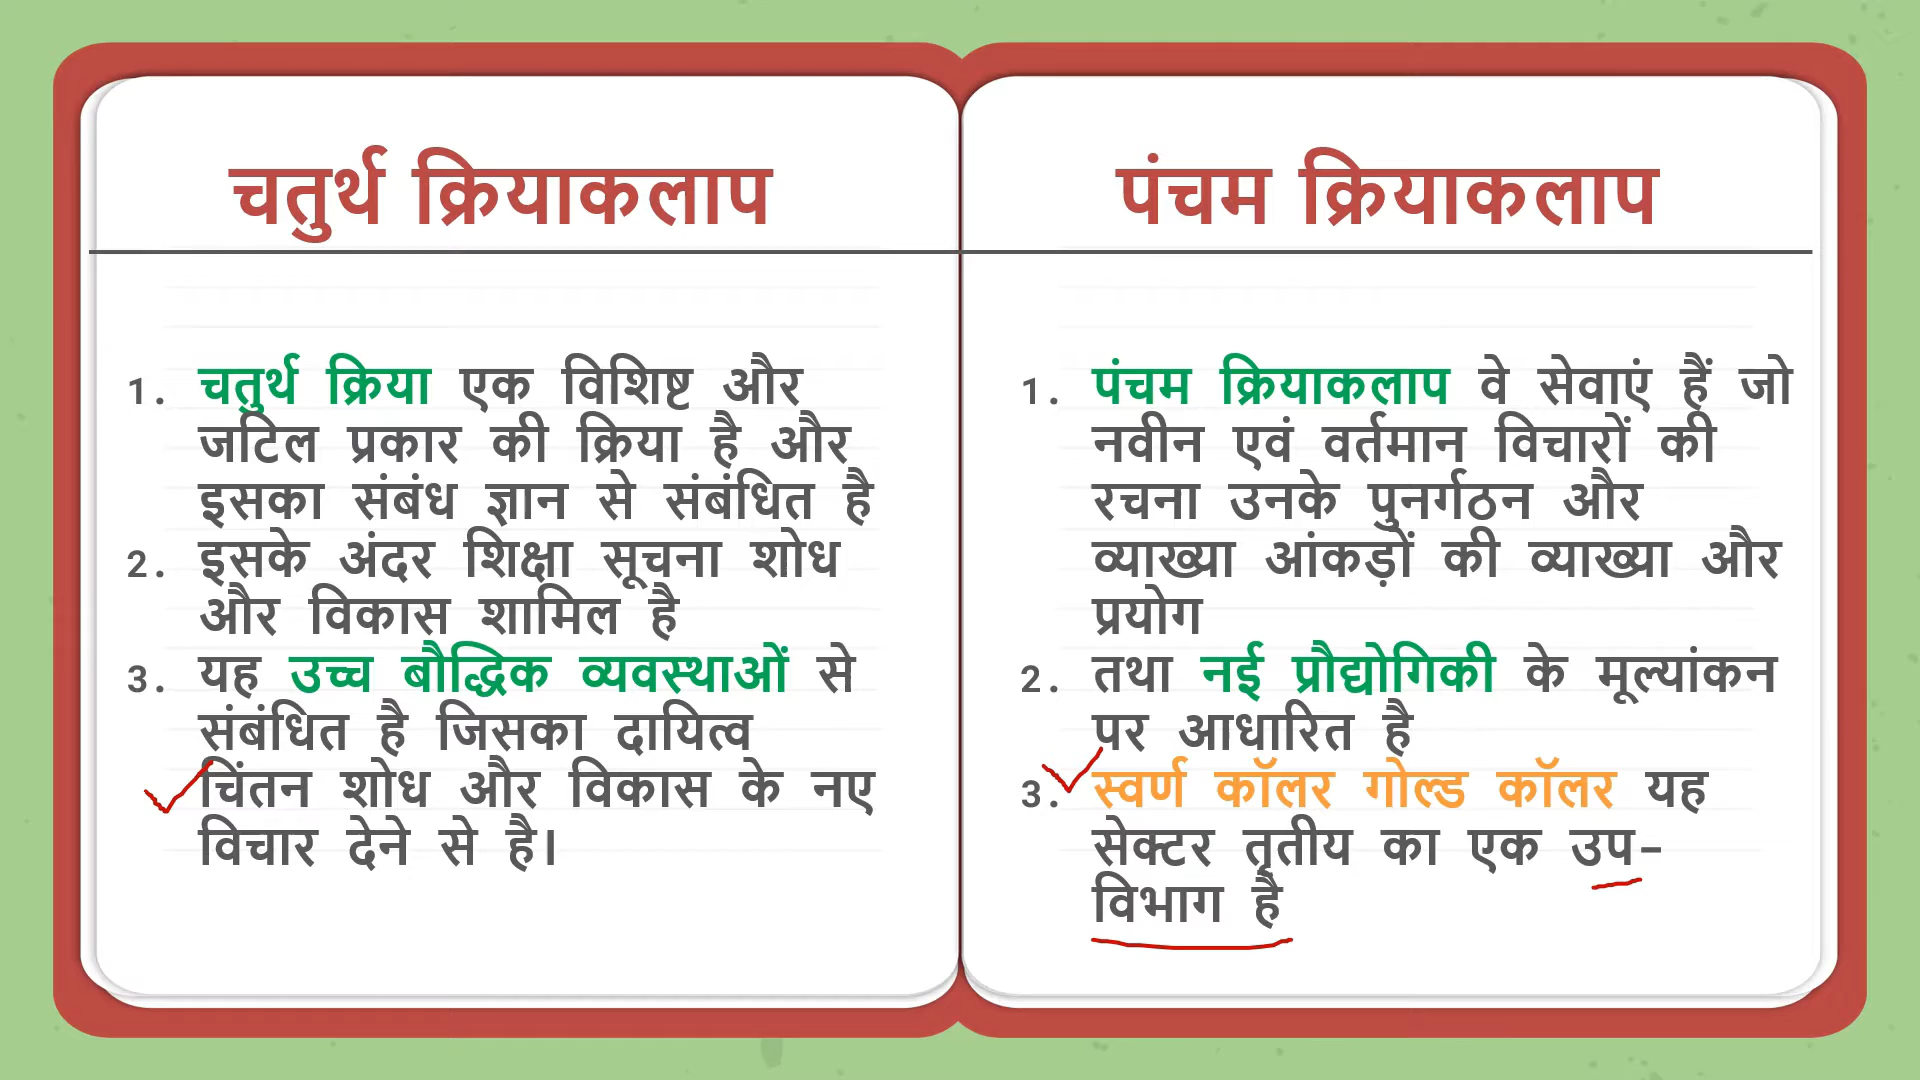 चतुर्थ क्रियाकलाप
1. चतुर्थ क्रिया एक विशिष्ट और
जटिल प्रकार की क्रिया है और
इसका संबंध ज्ञान से संबंधित है
2. इसके अंदर शिक्षा सूचना शोध
और विकास शामिल है
3. यह उच्च बौद्धिक व्यवस्थाओं से
संबंधित है जिसका दायित्व
चिंतन शोध और विकास के नए
विचार देने से है।
पंचम क्रियाकलाप
1. पंचम क्रियाकलाप वे सेवाएं हैं जो
नवीन एवं वर्तमान विचारों की
रचना उनके पुनर्गठन और
व्याख्या आंकड़ों की व्याख्या और
प्रयोग
2. तथा नई प्रौद्योगिकी के मूल्यांकन
पर आधारित है
3. स्वर्ण कॉलर गोल्ड कॉलर यह
सेक्टर तृतीय का एक उप-
विभाग है